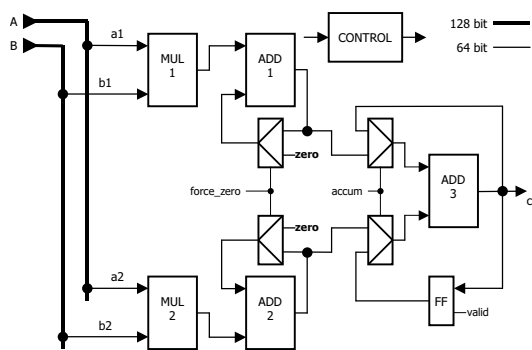 A
a1
128 bit
MUL
1
ADD
1
CONTROL
B
64 bit
b1
zero
force_zero
accum
ADD
3
c
zero
a2
MUL
2
ADD
2
FF
b2
valid